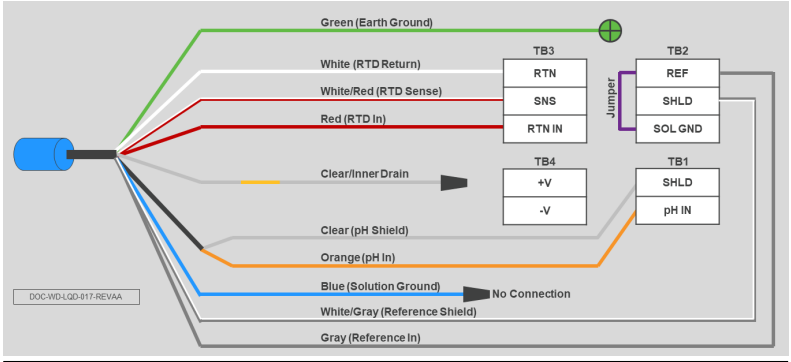 Green (Earth Ground)
White (RTD Return)
White/Red (RTD Sense)
Red (RTD In)
TB3
RTN
SNS
RTN IN
TB2
REF
SHLD
SOL GND
Jumper
Clear/Inner Drain
TB4
+V
-V
TB1
SHLD
pH IN
Clear (pH Shield)
Orange (pH In)
Blue (Solution Ground)
No Connection
White/Gray (Reference Shield)
Gray (Reference In)
DOC-WD-LQD-017-REVAA